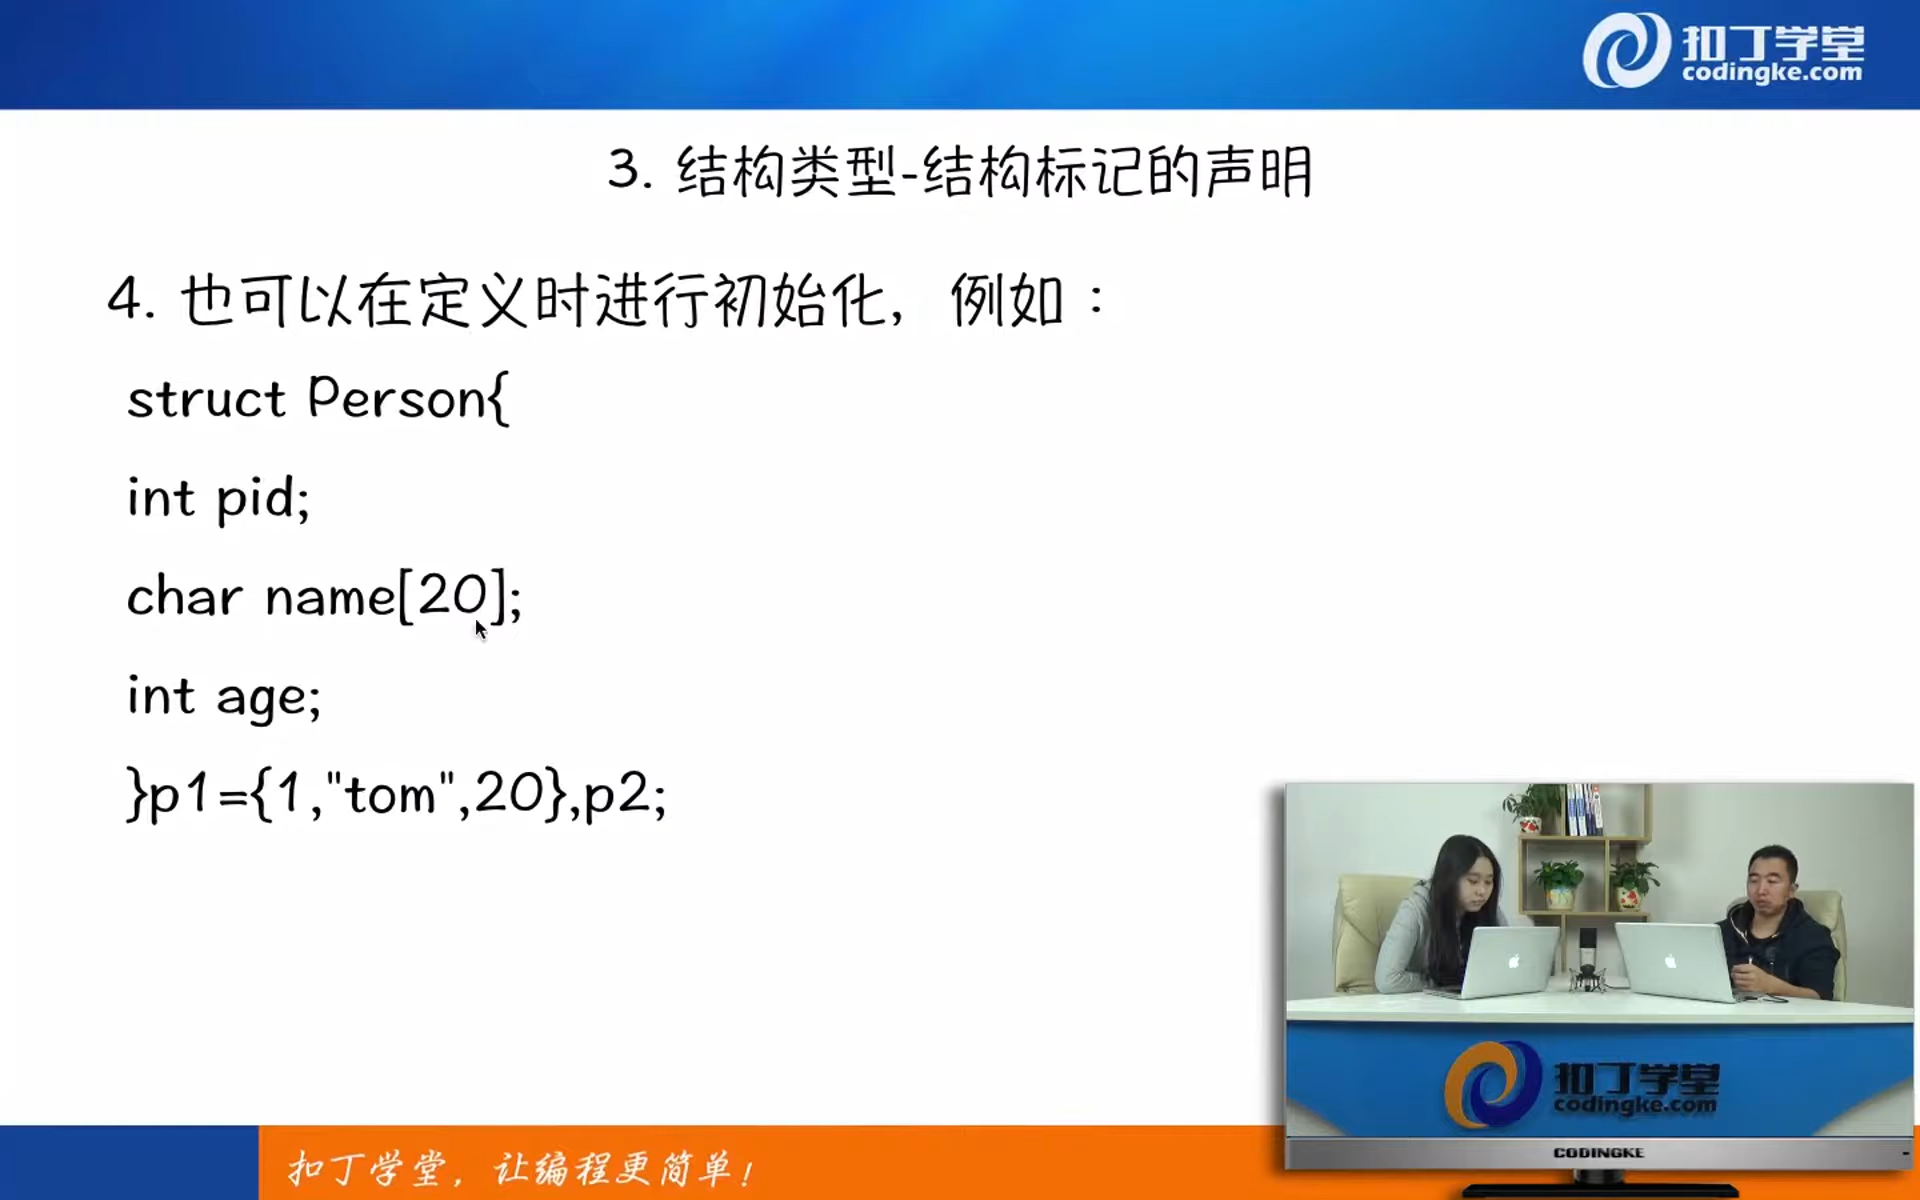 扣丁学堂
codingke.com
3. 结构类型-结构标记的声明
4. 也可以在定义时进行初始化，例如：
struct Person{
int pid;
char name[20];
int age;
}p1={1,"tom",20},p2;
扣丁学堂
codingke.com
CODINGKE
扣丁学堂，让编程更简单！